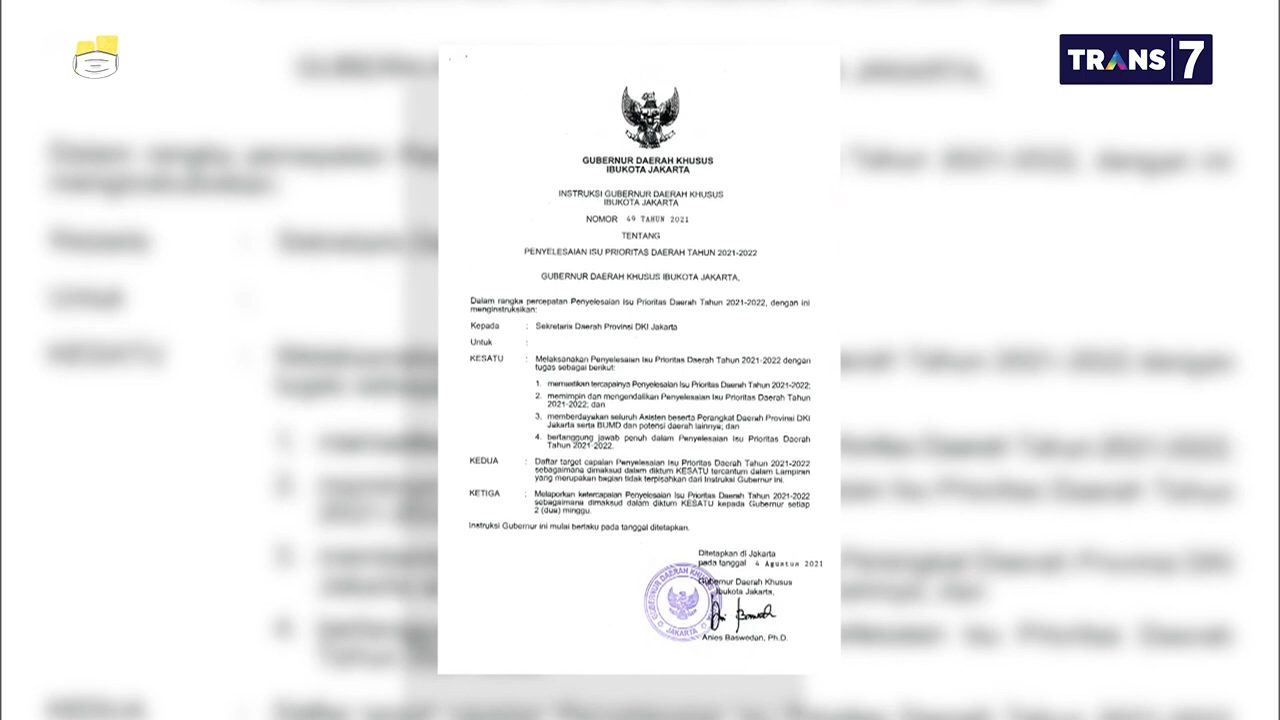 TRANS 7
GUBERNUR DAERAH KHUSUS
IBUKOTA JAKARTA
INSTRUKSI GUBERNUR DAERAH KHUSUS
IBUKOTA JAKARTA
NOMOR 49 TAHUN 2021
TENTANG
PENYELESAIAN ISU PRIORITAS DAERAH TAHUN 2021-2022
GUBERNUR DAERAH KHUSUS IBUKOTA JAKARTA,
Dalam rangka percepatan Penyelesaian Isu Prioritas Daerah Tahun 2021-2022, dengan ini
menginstruksikan:
Kepada : Sekretaris Daerah Provinsi DKI Jakarta
Untuk :
KESATU : Melaksanakan Penyelesaian Isu Prioritas Daerah Tahun 2021-2022 dengan
tugas sebagai berikut:
1. memastikan tercapainya Penyelesaian Isu Prioritas Daerah Tahun 2021-2022;
2. memimpin dan mengendalikan Penyelesaian Isu Prioritas Daerah Tahun
2021-2022; dan
3. memberdayakan seluruh Asisten beserta Perangkat Daerah Provinsi DKI
Jakarta serta BUMD dan potensi daerah lainnya; dan
4. bertanggung jawab penuh dalam Penyelesaian Isu Prioritas Daerah
Tahun 2021-2022.
KEDUA : Daftar target capaian Penyelesaian Isu Prioritas Daerah Tahun 2021-2022
sebagaimana dimaksud dalam diktum KESATU tercantum dalam Lampiran
yang merupakan bagian tidak terpisahkan dari Instruksi Gubernur ini.
KETIGA : Melaporkan ketercapaian Penyelesaian Isu Prioritas Daerah Tahun 2021-2022
sebagaimana dimaksud dalam diktum KESATU kepada Gubernur setiap
2 (dua) minggu.
Instruksi Gubernur ini mulai berlaku pada tanggal ditetapkan.
Ditetapkan di Jakarta
pada tanggal 4 Agustus 2021
Gubernur Daerah Khusus
Ibukota Jakarta,
GUBERNUR DAERAH KHUSUS
JAKARTA
Anies Baswedan, Ph.D.